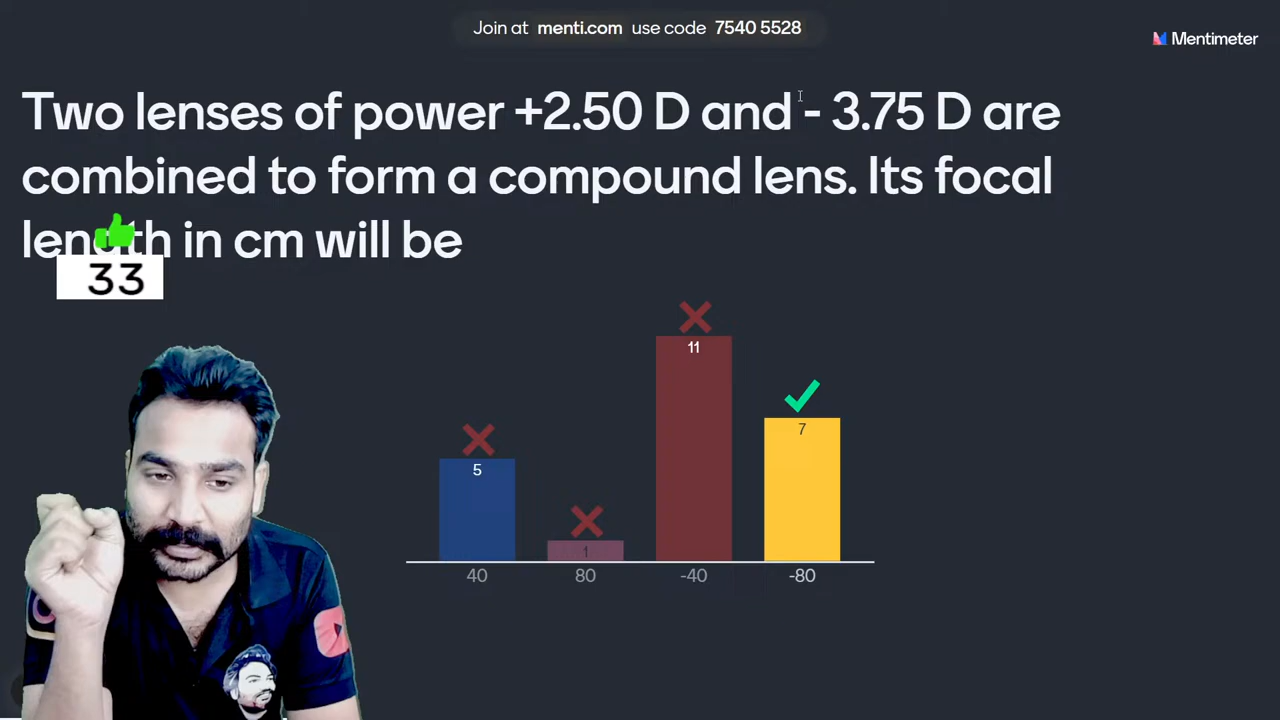 Join at menti.com use code 7540 5528
Mentimeter
Two lenses of power +2.50 D and - 3.75 D are
combined to form a compound lens. Its focal
length in cm will be
33
11
7
5
1
40 80 -40 -80